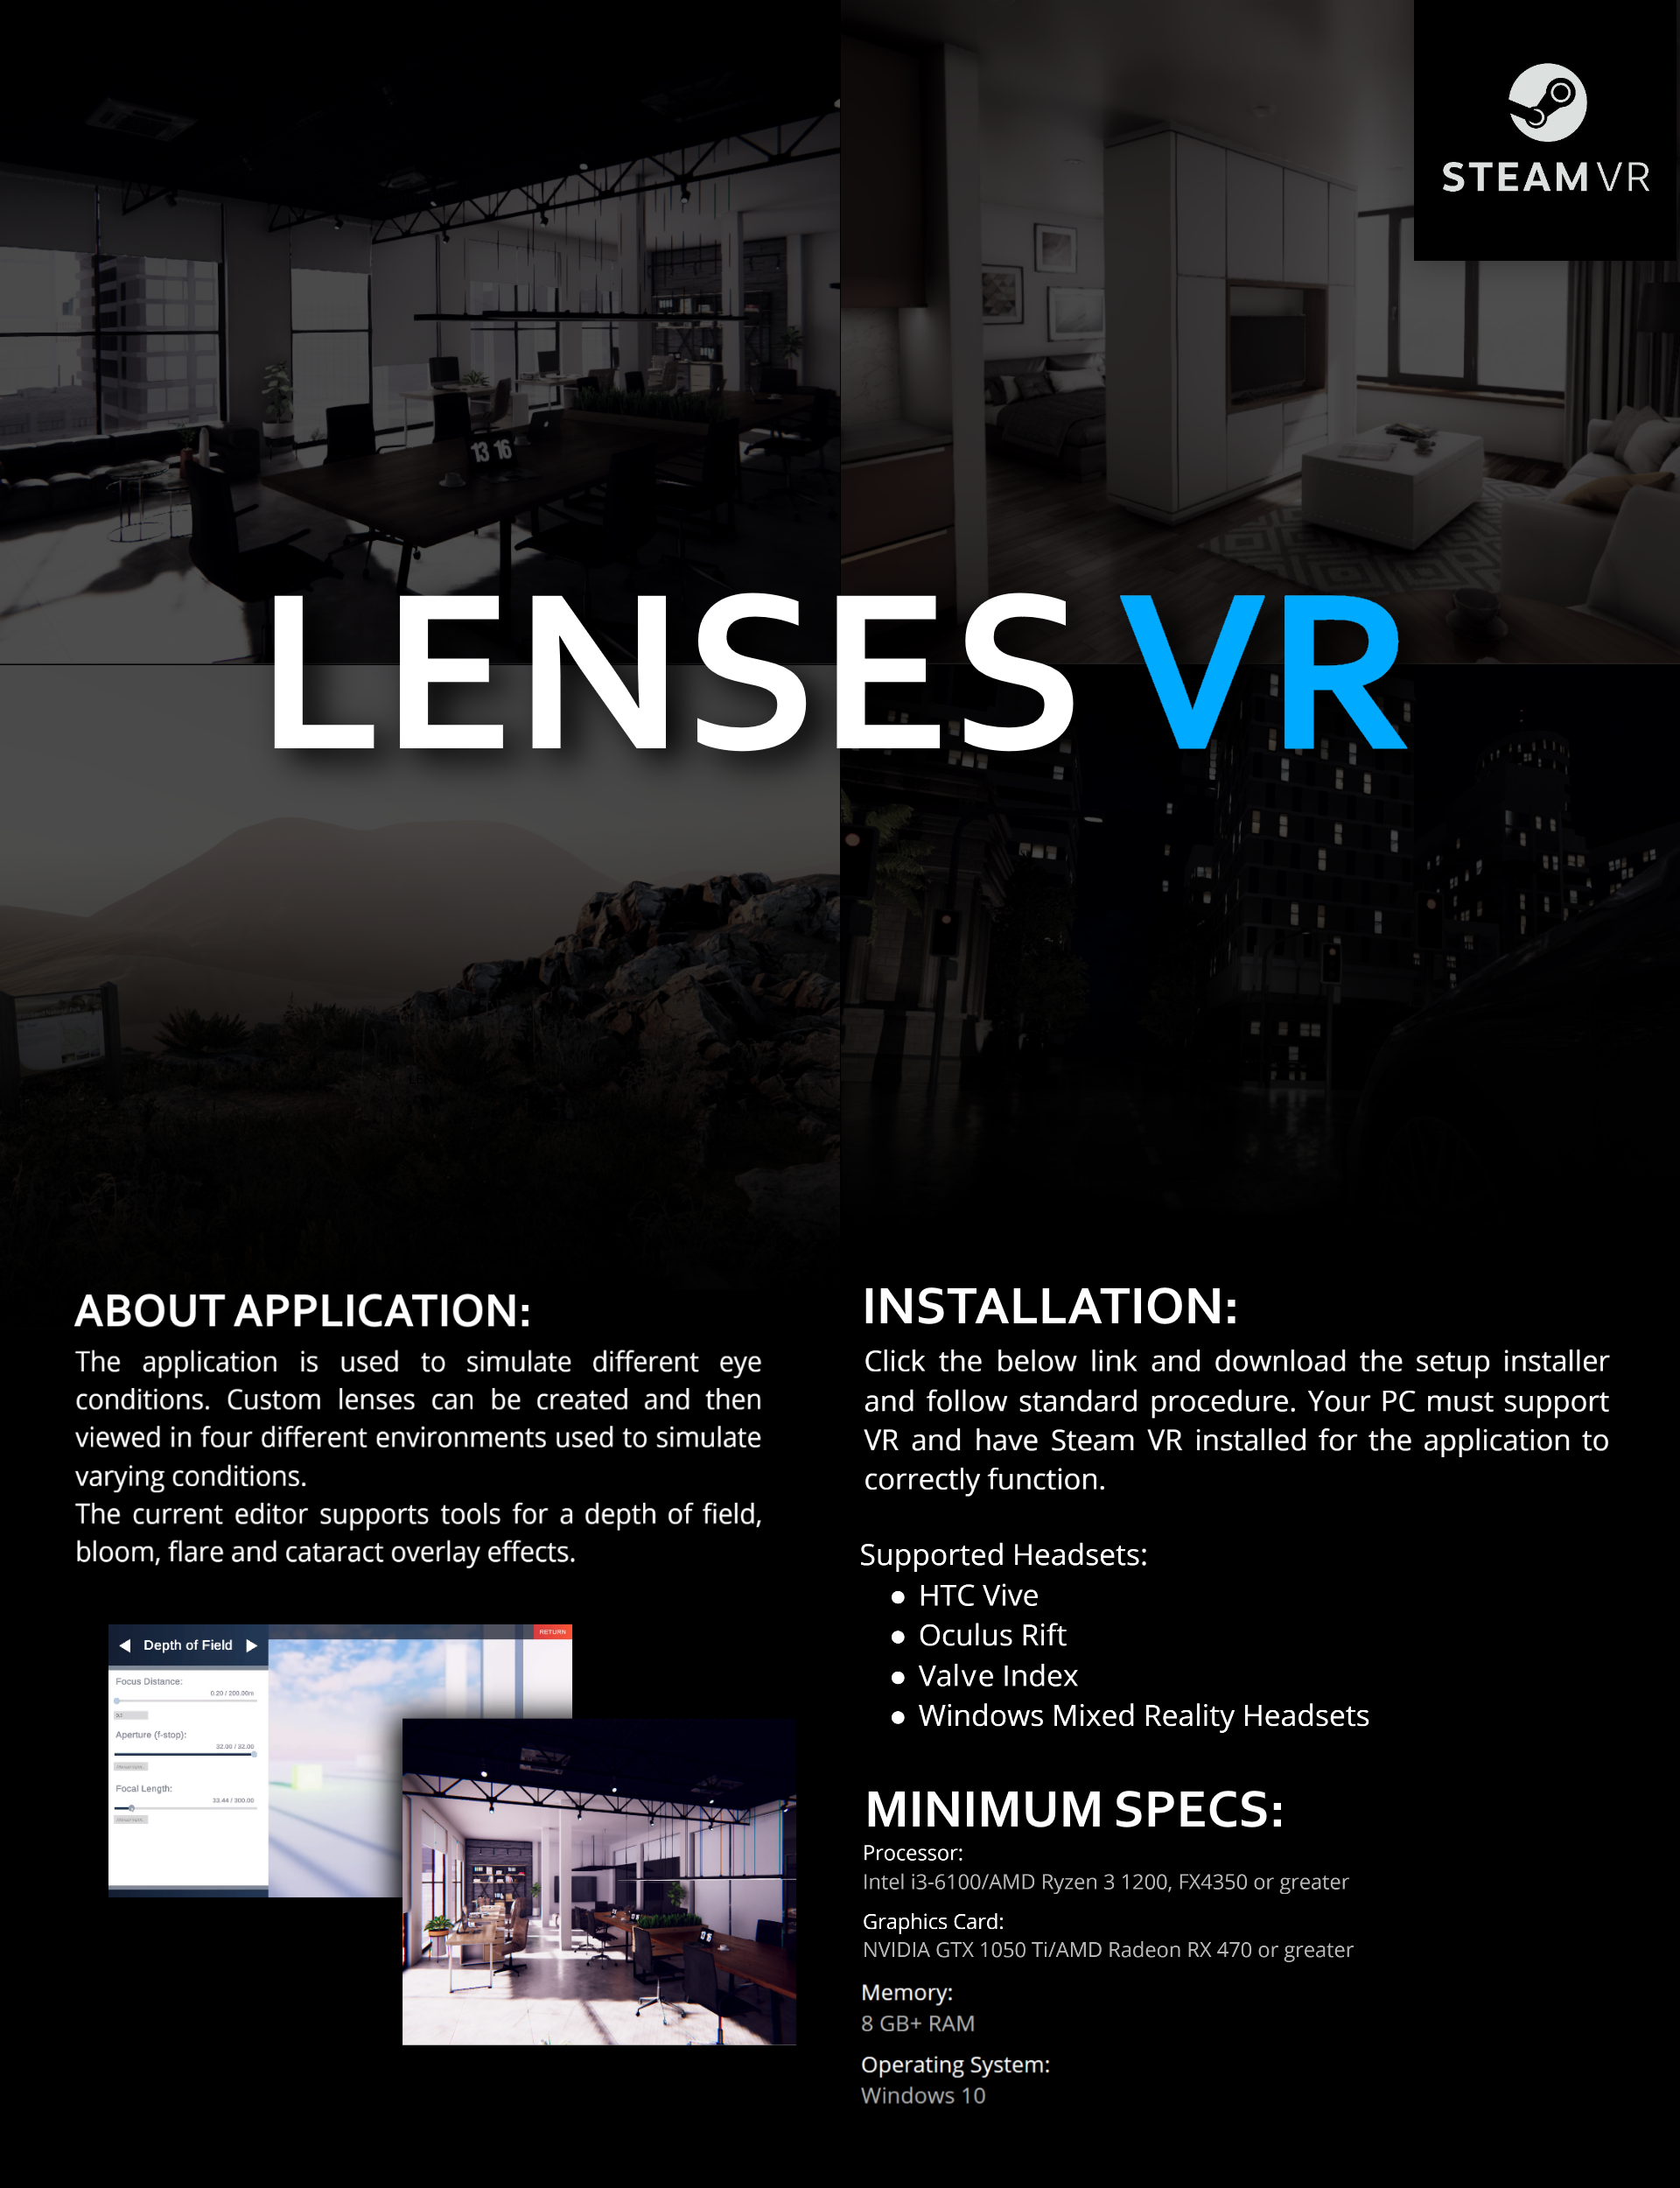 STEAM VR
13 16
LENSES VR
ABOUT APPLICATION:
The application is used to simulate different eye
conditions. Custom lenses can be created and then
viewed in four different environments used to simulate
varying conditions.
The current editor supports tools for a depth of field,
bloom, flare and cataract overlay effects.
RETURN
Depth of Field
Focus Distance:
0.20 / 200.00m
Aperture (f-stop):
32.00 / 32.00
Focal Length:
33.44 / 300.00
INSTALLATION:
Click the below link and download the setup installer
and follow standard procedure. Your PC must support
VR and have Steam VR installed for the application to
correctly function.
Supported Headsets:
● HTC Vive
● Oculus Rift
● Valve Index
● Windows Mixed Reality Headsets
MINIMUM SPECS:
Processor:
Intel i3-6100/AMD Ryzen 3 1200, FX4350 or greater
Graphics Card:
NVIDIA GTX 1050 Ti/AMD Radeon RX 470 or greater
Memory:
8 GB+ RAM
Operating System:
Windows 10